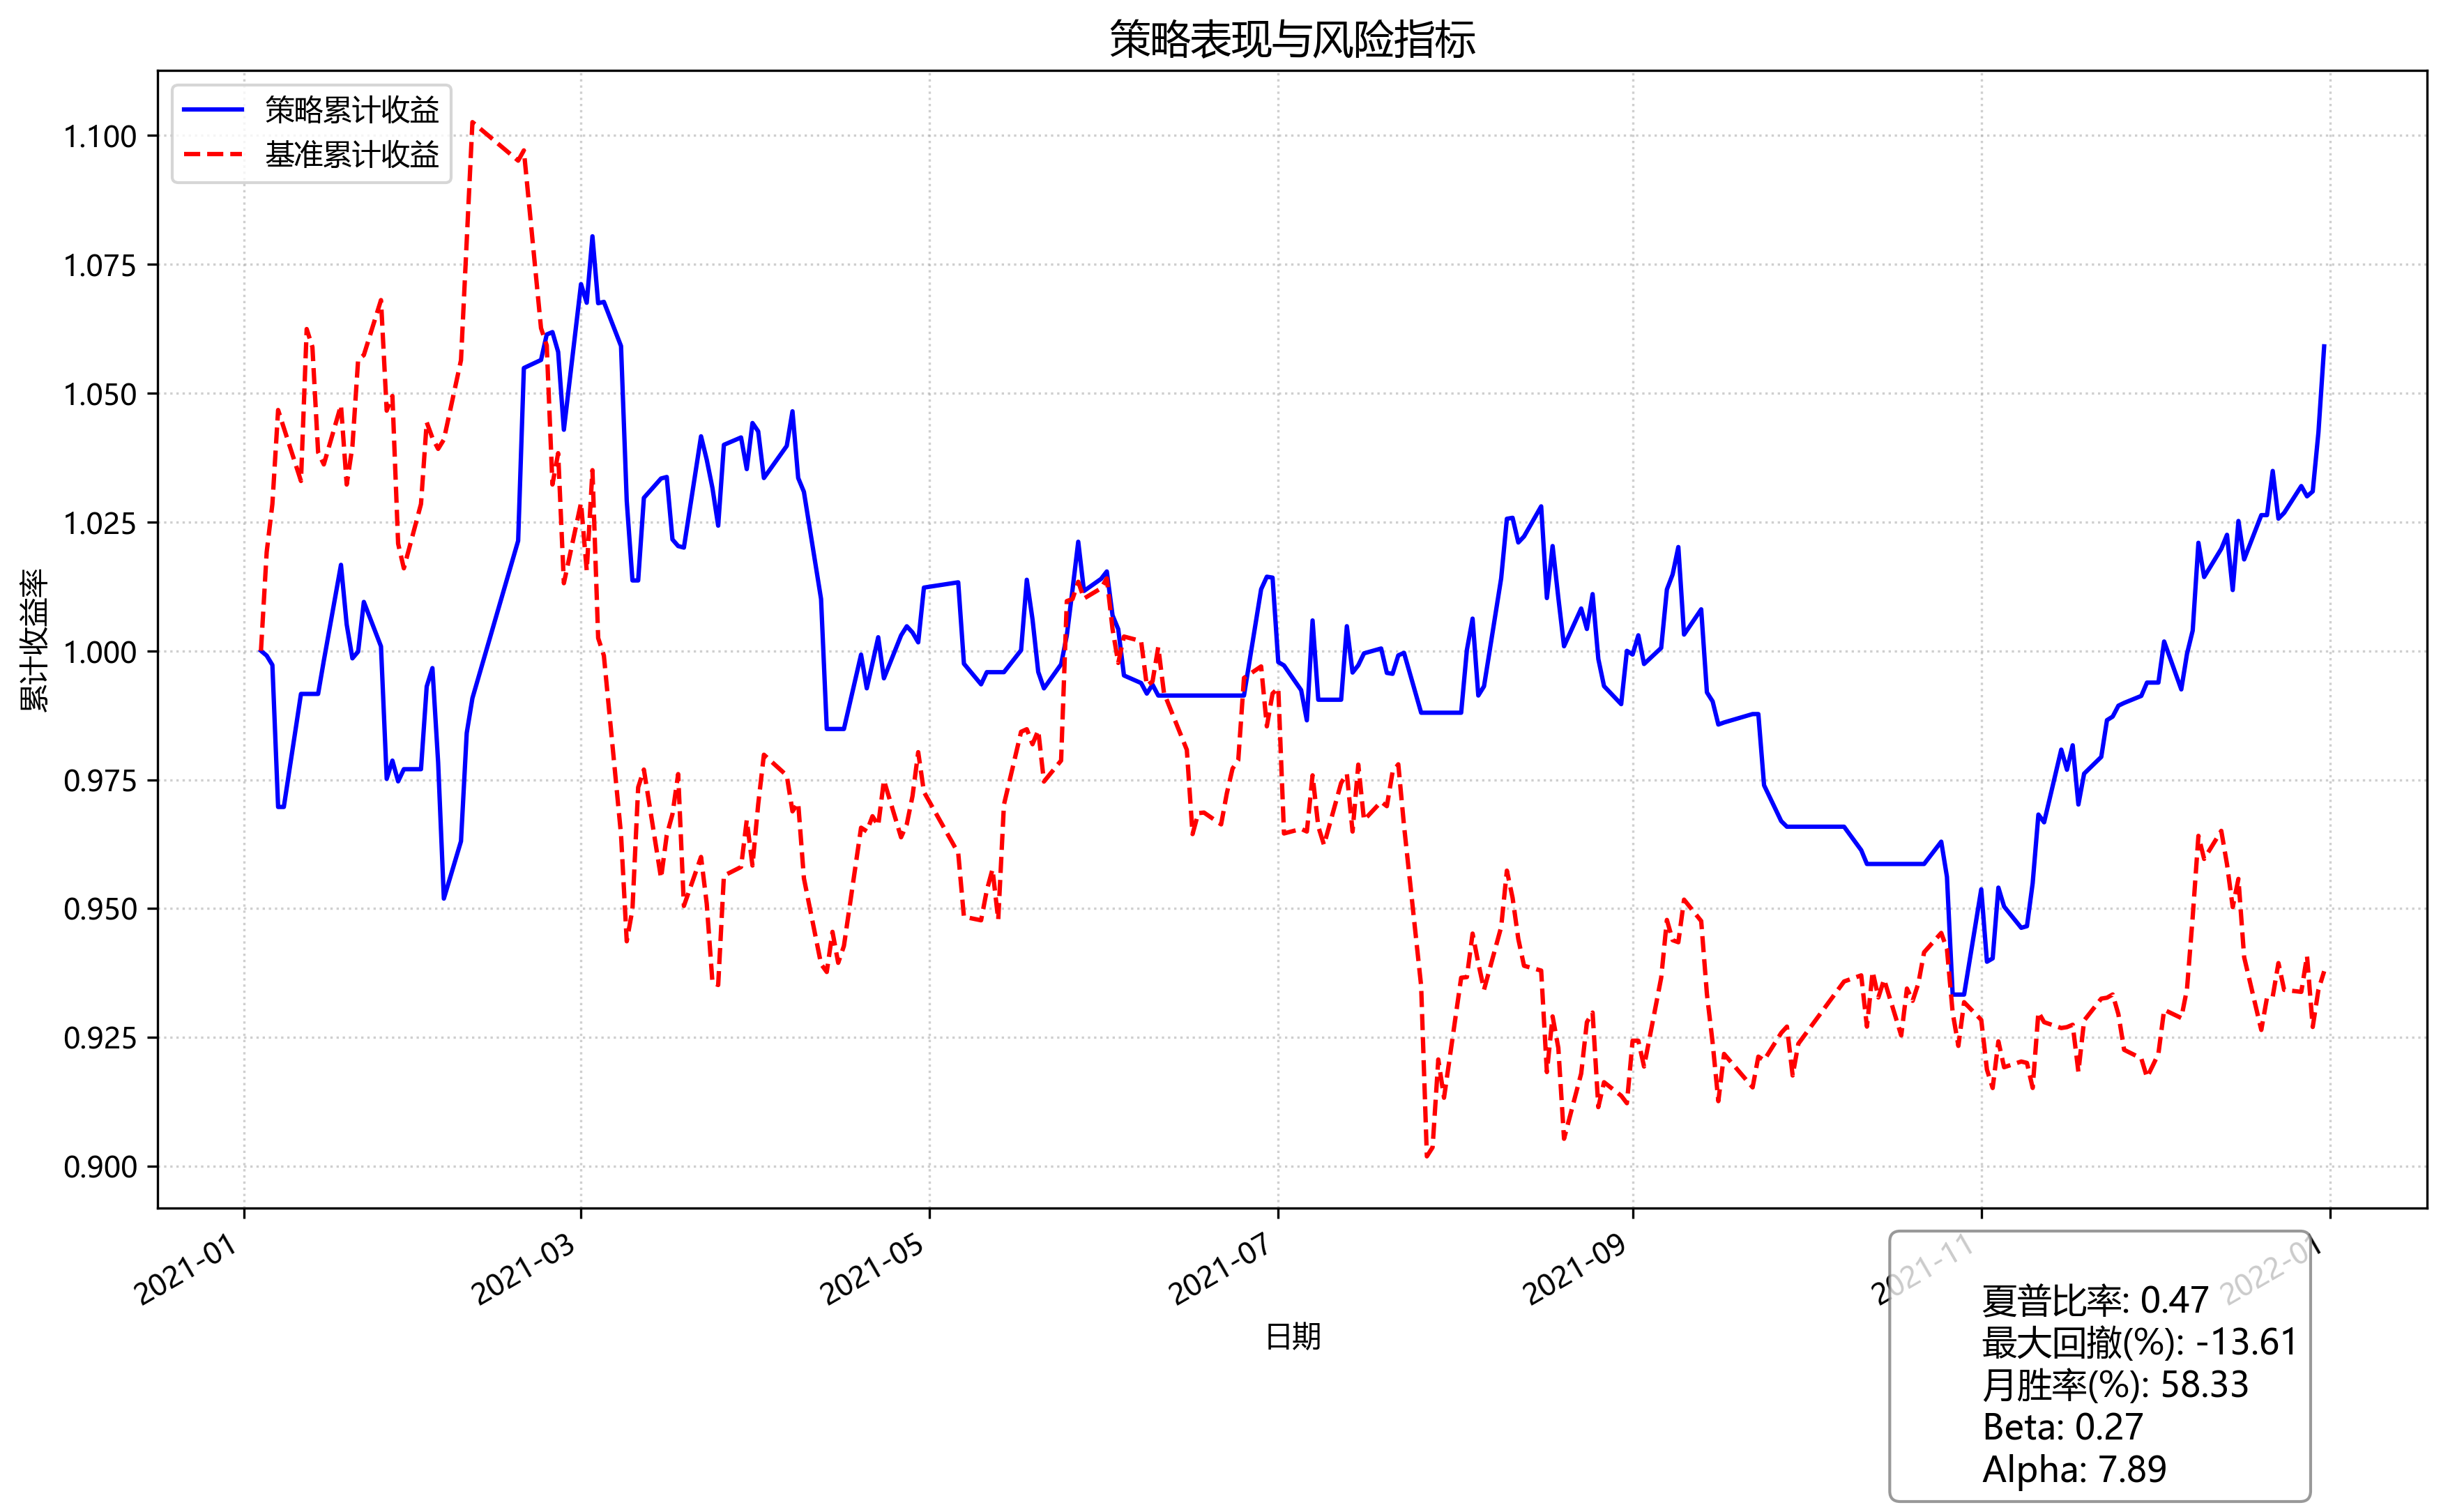 策略表现与风险指标
策略累计收益
基准累计收益
累计收益率
1.100
1.075
1.050
1.025
1.000
0.975
0.950
0.925
0.900
2021-01
2021-03
2021-05
2021-07
2021-09
2021-11
2022-01
日期
夏普比率: 0.47
最大回撤(%): -13.61
月胜率(%): 58.33
Beta: 0.27
Alpha: 7.89